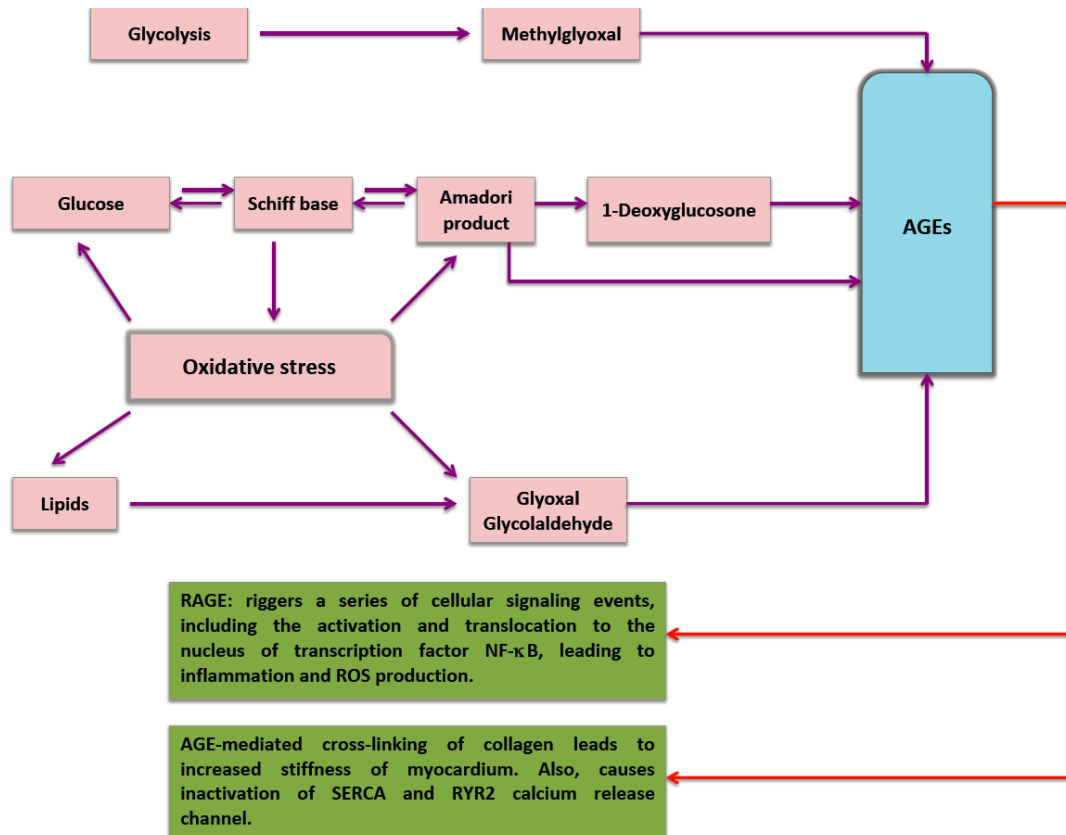 Glycolysis
Methylglyoxal
Glucose
Schiff base
Amadori
product
1-Deoxyglucosone
AGEs
Oxidative stress
Lipids
Glyoxal
Glycolaldehyde
RAGE: riggers a series of cellular signaling events,
including the activation and translocation to the
nucleus of transcription factor NF-κB, leading to
inflammation and ROS production.
AGE-mediated cross-linking of collagen leads to
increased stiffness of myocardium. Also, causes
inactivation of SERCA and RYR2 calcium release
channel.